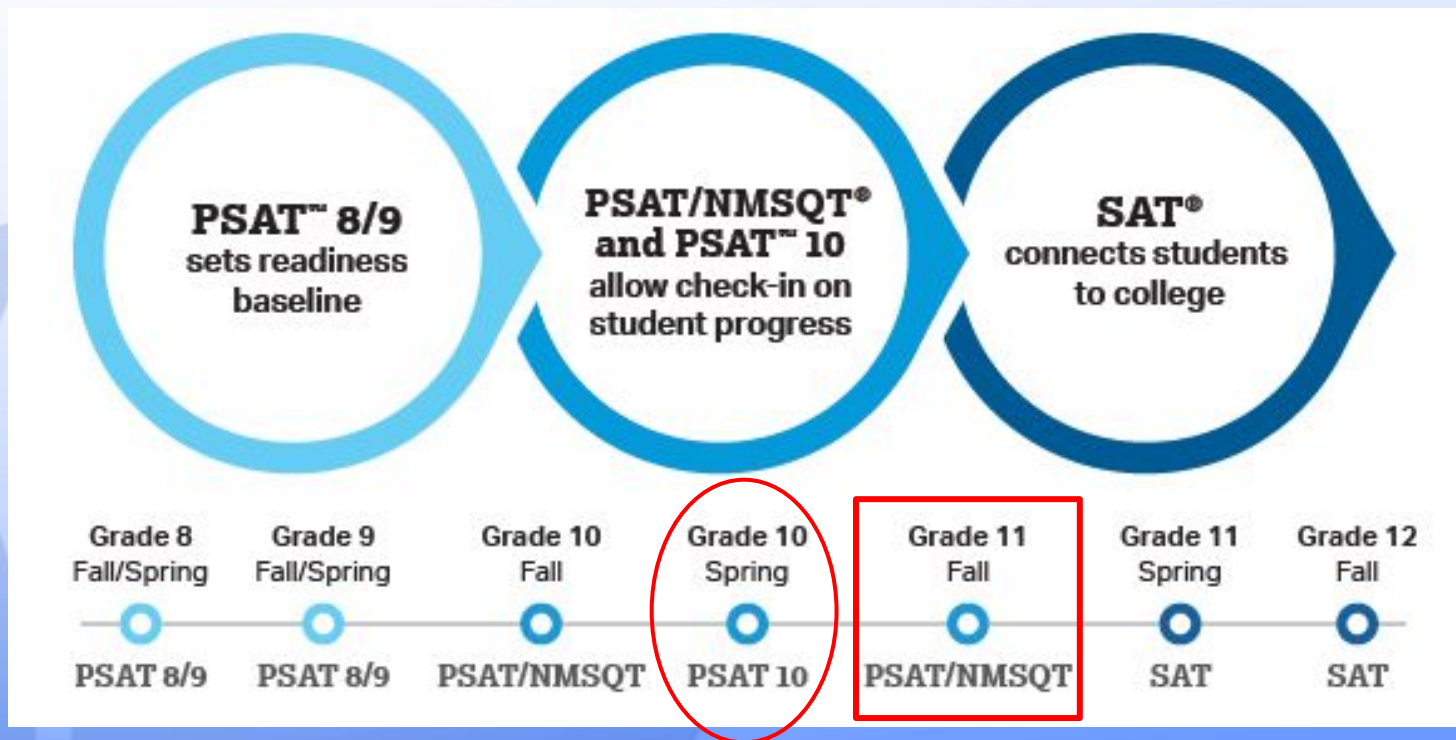 PSAT™ 8/9
sets readiness
baseline
PSAT/NMSQT®
and PSAT™ 10
allow check-in on
student progress
SAT®
connects students
to college
Grade 8
Fall/Spring
PSAT 8/9
Grade 9
Fall/Spring
PSAT 8/9
Grade 10
Fall
PSAT/NMSQT
Grade 10
Spring
PSAT 10
Grade 11
Fall
PSAT/NMSQT
Grade 11
Spring
SAT
Grade 12
Fall
SAT